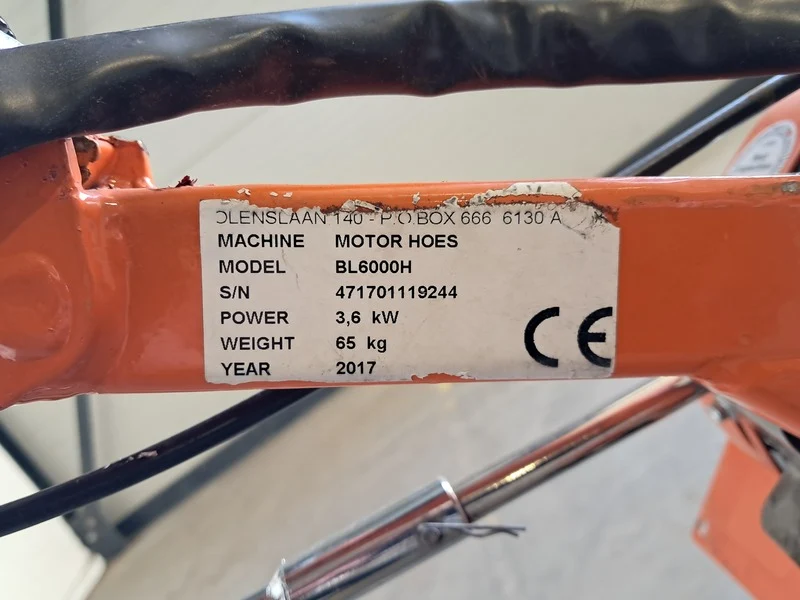 OLENSLAAN 140 - P.O.BOX 666 6130 A
MACHINE MOTOR HOES
MODEL BL6000H
S/N 471701119244
POWER 3,6 kW
WEIGHT 65 kg
YEAR 2017
CE